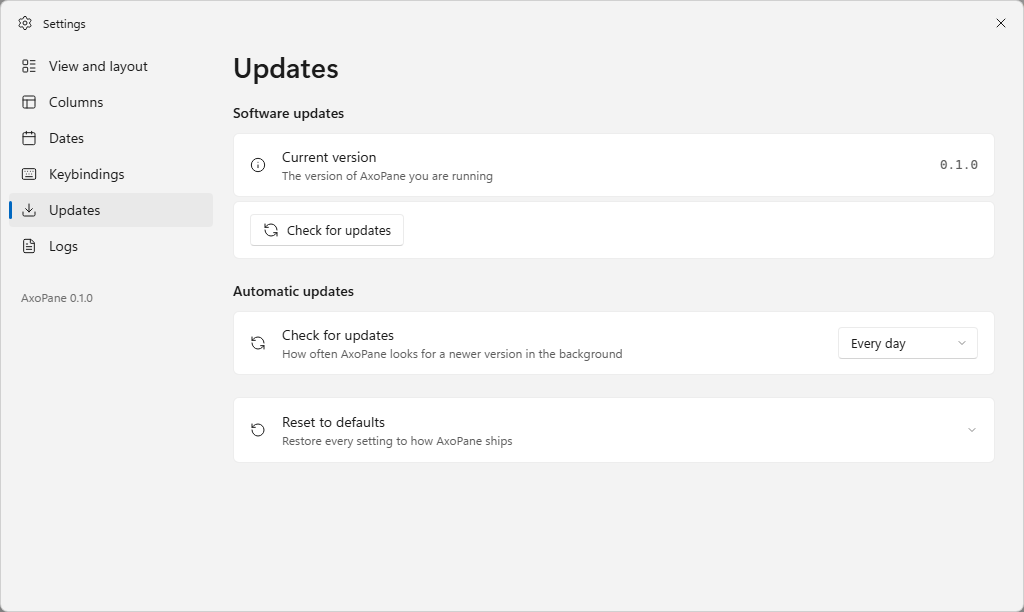 Settings
View and layout
Columns
Dates
Keybindings
Updates
Logs
AxoPane 0.1.0
Updates
Software updates
Current version
The version of AxoPane you are running
0.1.0
Check for updates
Automatic updates
Check for updates
How often AxoPane looks for a newer version in the background
Every day
Reset to defaults
Restore every setting to how AxoPane ships